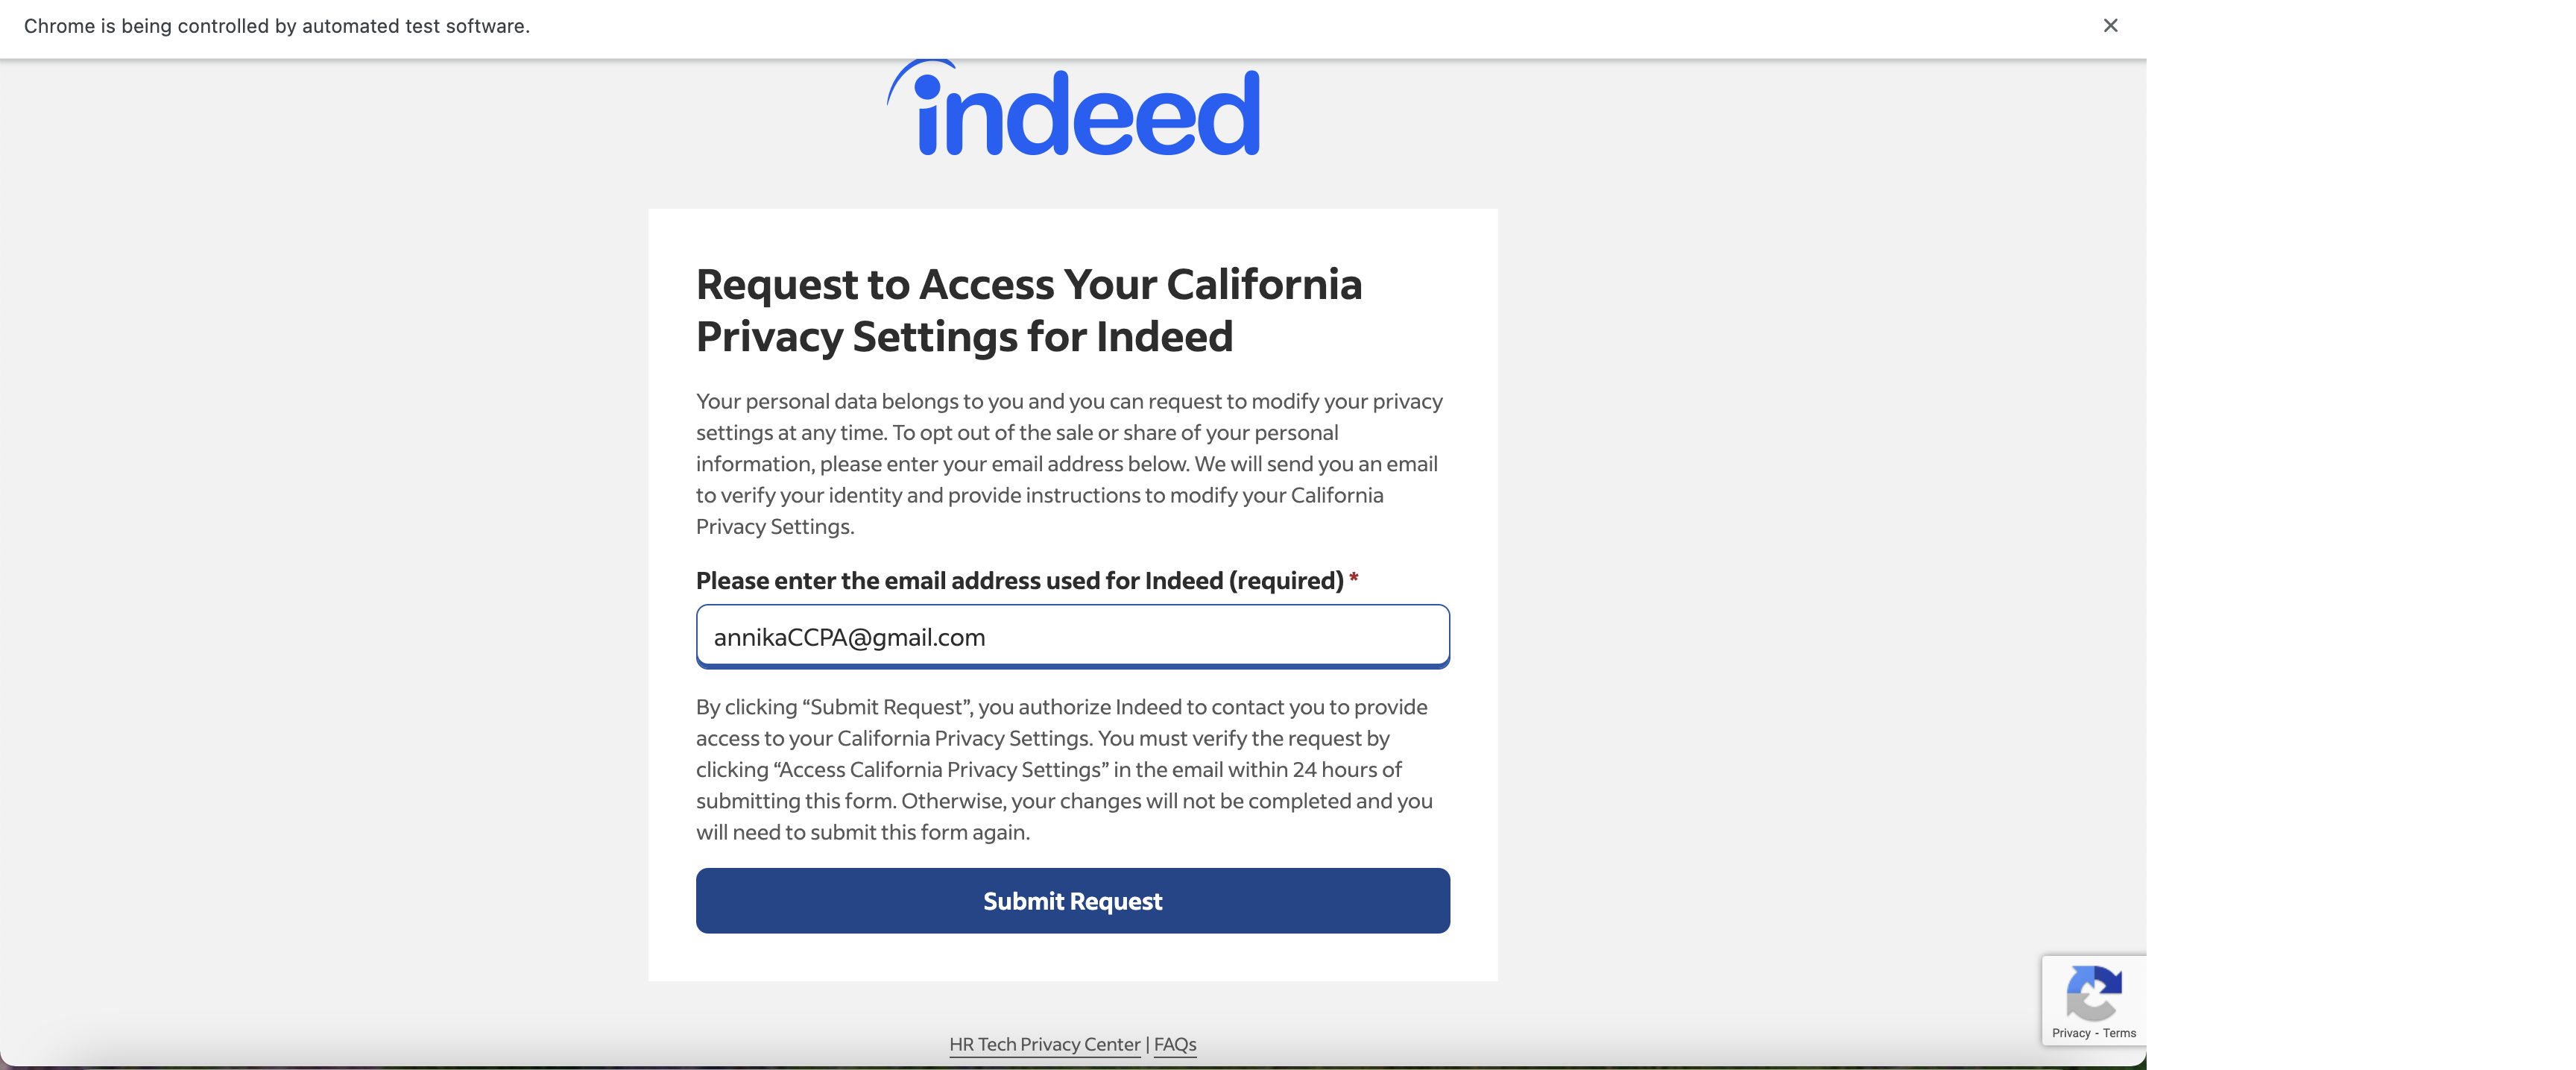 Chrome is being controlled by automated test software.
indeed
Request to Access Your California
Privacy Settings for Indeed
Your personal data belongs to you and you can request to modify your privacy
settings at any time. To opt out of the sale or share of your personal
information, please enter your email address below. We will send you an email
to verify your identity and provide instructions to modify your California
Privacy Settings.
Please enter the email address used for Indeed (required) *
annikaCCPA@gmail.com
By clicking “Submit Request”, you authorize Indeed to contact you to provide
access to your California Privacy Settings. You must verify the request by
clicking “Access California Privacy Settings” in the email within 24 hours of
submitting this form. Otherwise, your changes will not be completed and you
will need to submit this form again.
Submit Request
Privacy - Terms
HR Tech Privacy Center | FAQs